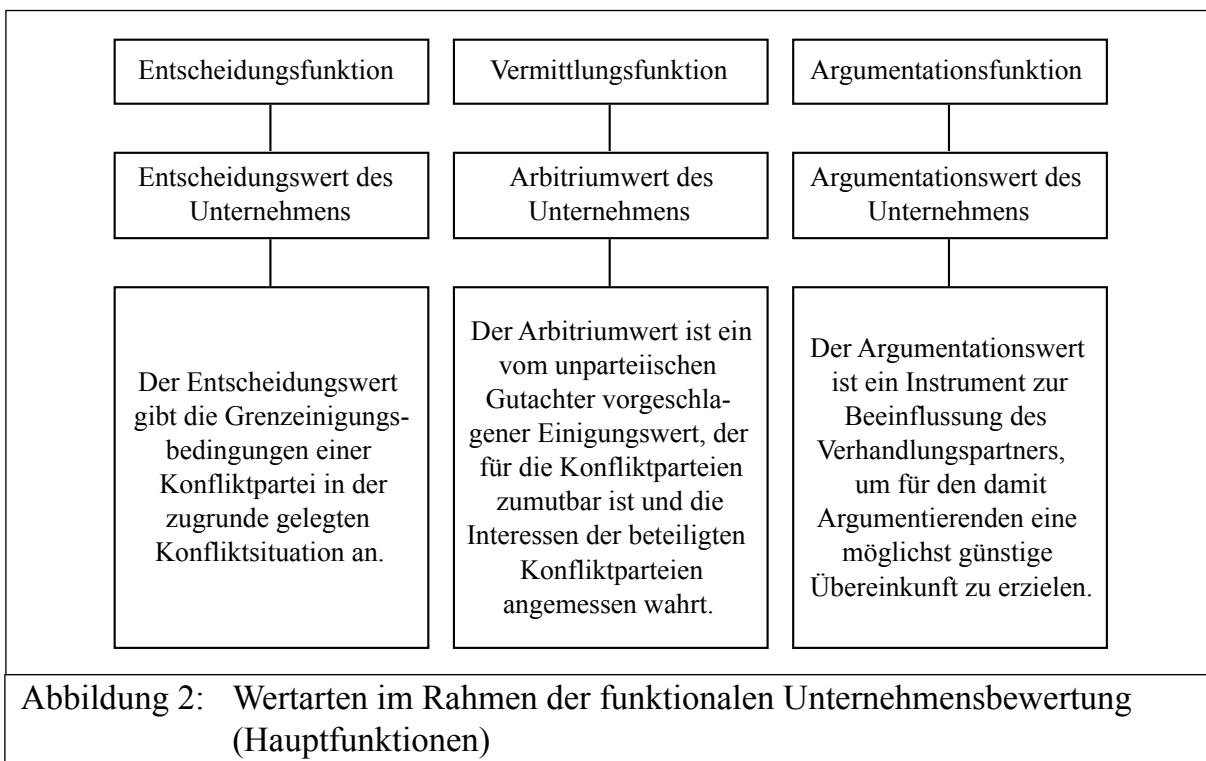 Entscheidungsfunktion
Vermittlungsfunktion
Argumentationsfunktion
Entscheidungswert des
Unternehmens
Arbitriumwert des
Unternehmens
Argumentationswert des
Unternehmens
Der Entscheidungswert
gibt die Grenzeinigungs-
bedingungen einer
Konfliktpartei in der
zugrunde gelegten
Konfliktsituation an.
Der Arbitriumwert ist ein
vom unparteiischen
Gutachter vorgeschla-
gener Einigungswert, der
für die Konfliktparteien
zumutbar ist und die
Interessen der beteiligten
Konfliktparteien
angemessen wahrt.
Der Argumentationswert
ist ein Instrument zur
Beeinflussung des
Verhandlungspartners,
um für den damit
Argumentierenden eine
möglichst günstige
Übereinkunft zu erzielen.
Abbildung 2: Wertarten im Rahmen der funktionalen Unternehmensbewertung
(Hauptfunktionen)